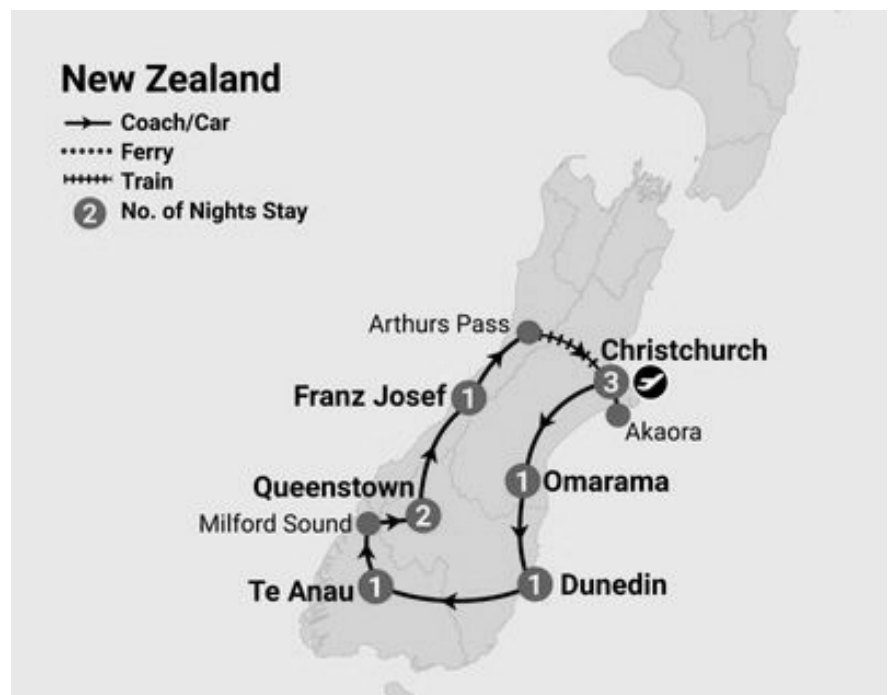 New Zealand
Coach/Car
Ferry
Train
2 No. of Nights Stay
Arthurs Pass
Christchurch
3
Franz Josef 1
Akaora
Queenstown
1 Omarama
2
Milford Sound
Te Anau 1
1 Dunedin